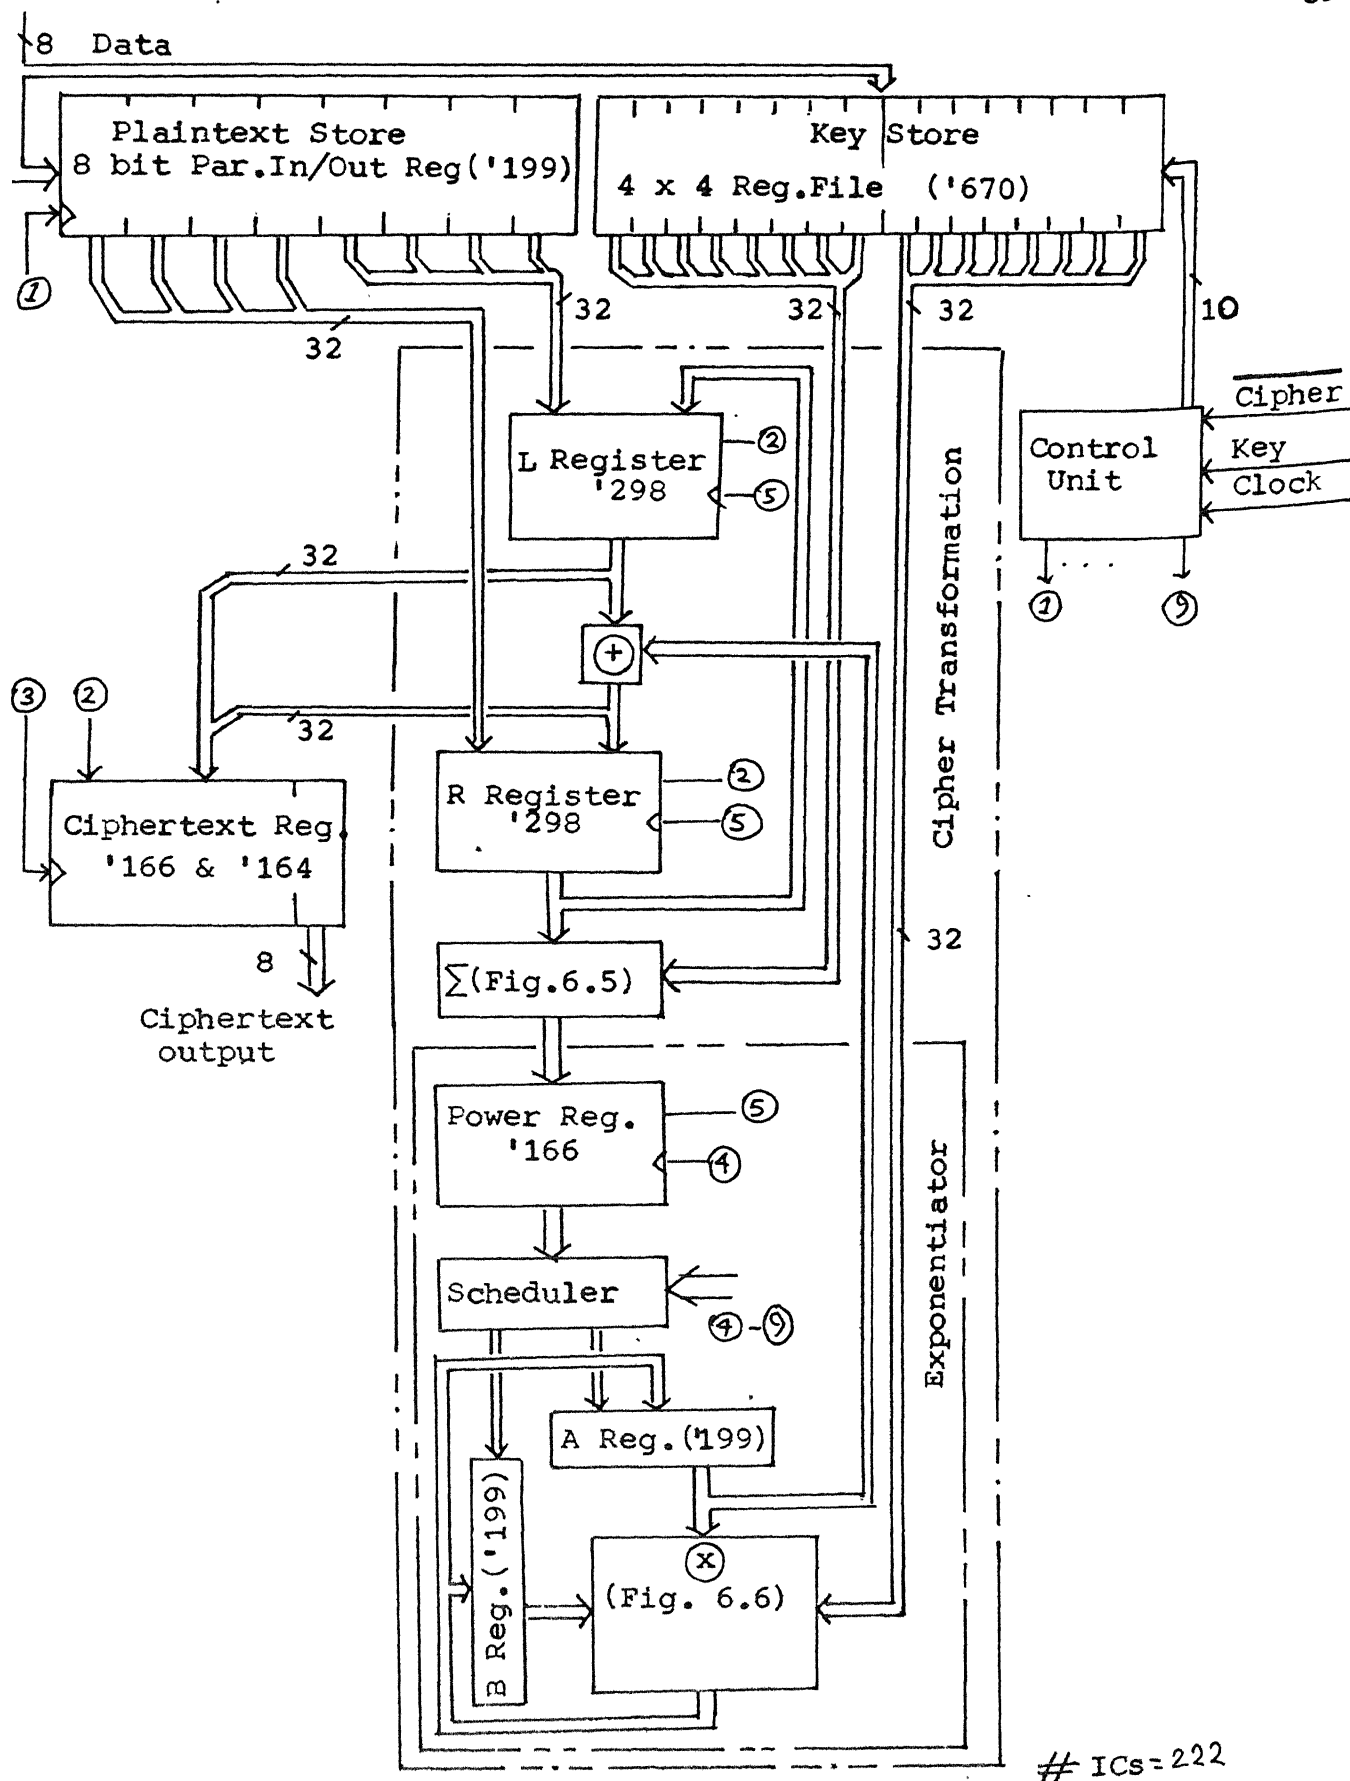 8 Data
Plaintext Store
8 bit Par.In/Out Reg('199)
Key Store
4 x 4 Reg.File ('670)
①
32
32
32
32
10
L Register
'298
②
⑤
Control
Unit
Cipher
Key
Clock
① . . . ⑨
32
+
32
③ ②
Ciphertext Reg.
'166 & '164
8
Ciphertext
output
R Register
'298
②
⑤
Cipher Transformation
32
∑(Fig.6.5)
Power Reg.
'166
⑤
④
Scheduler
④-⑨
Exponentiator
A Reg.('199)
B Reg.('199)
x
(Fig. 6.6)
# ICs=222